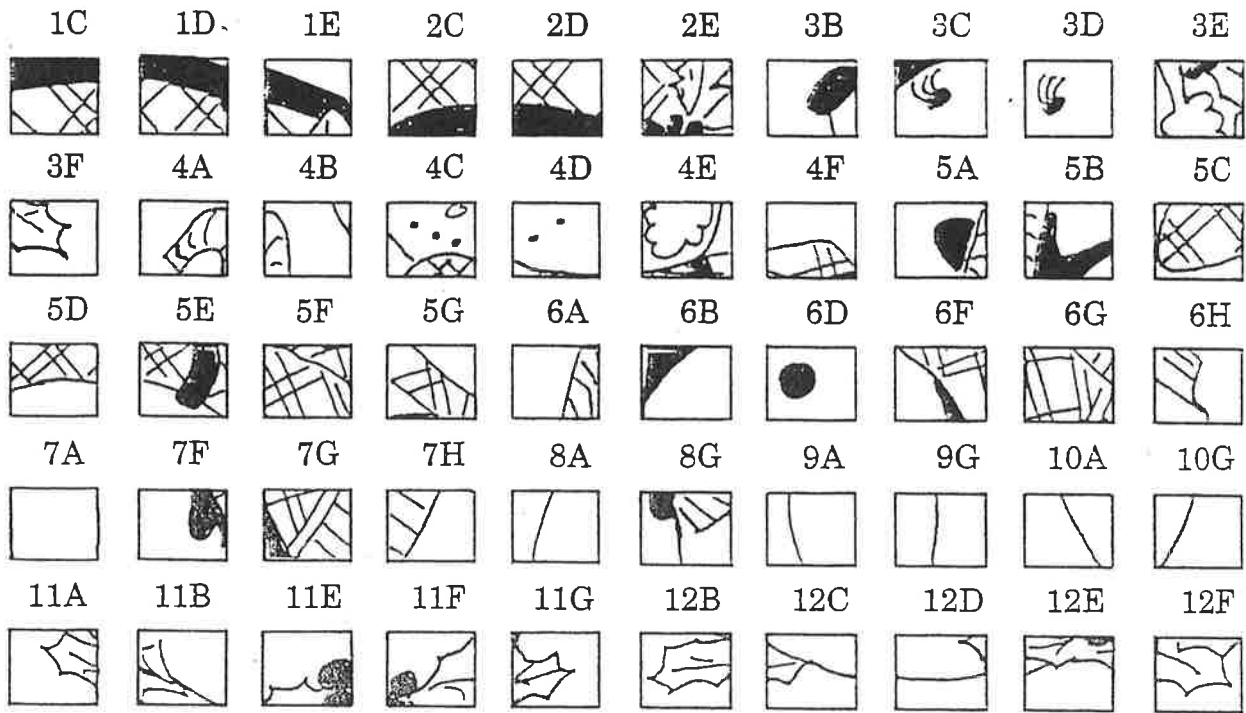 1C 1D 1E 2C 2D 2E 3B 3C 3D 3E
3F 4A 4B 4C 4D 4E 4F 5A 5B 5C
5D 5E 5F 5G 6A 6B 6D 6F 6G 6H
7A 7F 7G 7H 8A 8G 9A 9G 10A 10G
11A 11B 11E 11F 11G 12B 12C 12D 12E 12F